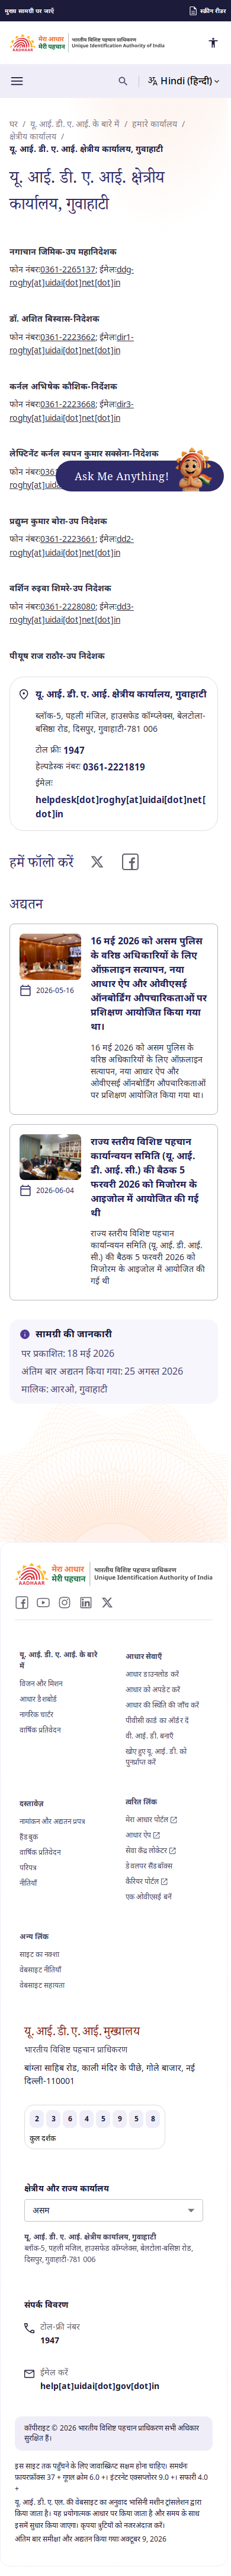 मुख्य सामग्री पर जाएँ
स्क्रीन रीडर
मेरा आधार
मेरी पहचान
भारतीय विशिष्ट पहचान प्राधिकरण
Unique Identification Authority of India
AADHAAR
Hindi (हिन्दी)
घर / यू. आई. डी. ए. आई. के बारे में / हमारे कार्यालय /
क्षेत्रीय कार्यालय /
यू. आई. डी. ए. आई. क्षेत्रीय कार्यालय, गुवाहाटी
यू. आई. डी. ए. आई. क्षेत्रीय
कार्यालय, गुवाहाटी
नगाचान जिमिक-उप महानिदेशक
फोन नंबर:0361-2265137; ईमेल:ddg-
roghy[at]uidai[dot]net[dot]in
डॉ. अशित बिस्वास-निदेशक
फोन नंबर:0361-2223662; ईमेल:dir1-
roghy[at]uidai[dot]net[dot]in
कर्नल अभिषेक कौशिक-निर्देशक
फोन नंबर:0361-2223668; ईमेल:dir3-
roghy[at]uidai[dot]net[dot]in
लेफ्टिनेंट कर्नल स्वपन कुमार सक्सेना-निदेशक
फोन नंबर:036
roghy[at]uida
Ask Me Anything!
प्रद्युम्न कुमार बोरा-उप निदेशक
फोन नंबर:0361-2223661; ईमेल:dd2-
roghy[at]uidai[dot]net[dot]in
वर्शिन रुइवा शिमरे-उप निदेशक
फोन नंबर:0361-2228080; ईमेल:dd3-
roghy[at]uidai[dot]net[dot]in
पीयूष राज राठौर-उप निदेशक
यू. आई. डी. ए. आई. क्षेत्रीय कार्यालय, गुवाहाटी
ब्लॉक-5, पहली मंजिल, हाउसफेड कॉम्प्लेक्स, बेलटोला-
बसिष्ठा रोड, दिसपुर, गुवाहाटी-781 006
टोल फ्री: 1947
हेल्पडेस्क नंबर: 0361-2221819
ईमेल:
helpdesk[dot]roghy[at]uidai[dot]net[
dot]in
हमें फॉलो करें
अद्यतन
2026-05-16
16 मई 2026 को असम पुलिस
के वरिष्ठ अधिकारियों के लिए
ऑफ़लाइन सत्यापन, नया
आधार ऐप और ओवीएसई
ऑनबोर्डिंग औपचारिकताओं पर
प्रशिक्षण आयोजित किया गया
था।
16 मई 2026 को असम पुलिस के
वरिष्ठ अधिकारियों के लिए ऑफ़लाइन
सत्यापन, नया आधार ऐप और
ओवीएसई ऑनबोर्डिंग औपचारिकताओं
पर प्रशिक्षण आयोजित किया गया था।
2026-06-04
राज्य स्तरीय विशिष्ट पहचान
कार्यान्वयन समिति (यू. आई.
डी. आई. सी.) की बैठक 5
फरवरी 2026 को मिजोरम के
आइजोल में आयोजित की गई
थी
राज्य स्तरीय विशिष्ट पहचान
कार्यान्वयन समिति (यू. आई. डी. आई.
सी.) की बैठक 5 फरवरी 2026 को
मिजोरम के आइजोल में आयोजित की
गई थी
सामग्री की जानकारी
पर प्रकाशित: 18 मई 2026
अंतिम बार अद्यतन किया गया: 25 अगस्त 2026
मालिक: आरओ, गुवाहाटी
मेरा आधार
मेरी पहचान
भारतीय विशिष्ट पहचान प्राधिकरण
Unique Identification Authority of India
AADHAAR
यू. आई. डी. ए. आई. के बारे
में
विजन और मिशन
आधार डैशबोर्ड
नागरिक चार्टर
वार्षिक प्रतिवेदन
आधार सेवाएँ
आधार डाउनलोड करें
आधार को अपडेट करें
आधार की स्थिति की जाँच करें
पीवीसी कार्ड का ऑर्डर दें
वी. आई. डी. बनाएँ
खोए हुए यू. आई. डी. को
पुनर्प्राप्त करें
दस्तावेज़
नामांकन और अद्यतन प्रपत्र
हैंडबुक
वार्षिक प्रतिवेदन
परिपत्र
नीतियाँ
त्वरित लिंक
मेरा आधार पोर्टल
आधार ऐप
सेवा केंद्र लोकेटर
डेवलपर सैंडबॉक्स
कैरियर पोर्टल
एक ओवीएसई बनें
अन्य लिंक
साइट का नक्शा
वेबसाइट नीतियाँ
वेबसाइट सहायता
यू.आई.डी.ए.आई.मुख्यालय
भारतीय विशिष्ट पहचान प्राधिकरण
बांग्ला साहिब रोड, काली मंदिर के पीछे, गोले बाजार, नई
दिल्ली-110001
2 3 6 4 5 9 5 8
कुल दर्शक
क्षेत्रीय और राज्य कार्यालय
असम
यू. आई. डी. ए. आई. क्षेत्रीय कार्यालय, गुवाहाटी
ब्लॉक-5, पहली मंजिल, हाउसफेड कॉम्प्लेक्स, बेलटोला-बसिष्ठा रोड,
दिसपुर, गुवाहाटी-781 006
संपर्क विवरण
टोल-फ्री नंबर
1947
ईमेल करें
help[at]uidai[dot]gov[dot]in
कॉपीराइट © 2026 भारतीय विशिष्ट पहचान प्राधिकरण सभी अधिकार
सुरक्षित हैं।
इस साइट तक पहुँचने के लिए जावास्क्रिप्ट सक्षम होना चाहिए। समर्थन:
फ़ायरफ़ॉक्स 37 + गूगल क्रोम 6.0 +। इंटरनेट एक्सप्लोरर 9.0 +। सफारी 4.0
+
यू. आई. डी. ए. एल. की वेबसाइट का अनुवाद भासिनी मशीन ट्रांसलेशन द्वारा
किया जाता है। यह प्रयोगात्मक आधार पर किया जाता है और समय के साथ
इसमें सुधार किया जाएगा। कृपया त्रुटियों को नजरअंदाज करें।
अंतिम बार समीक्षा और अद्यतन किया गया अक्टूबर 9, 2026